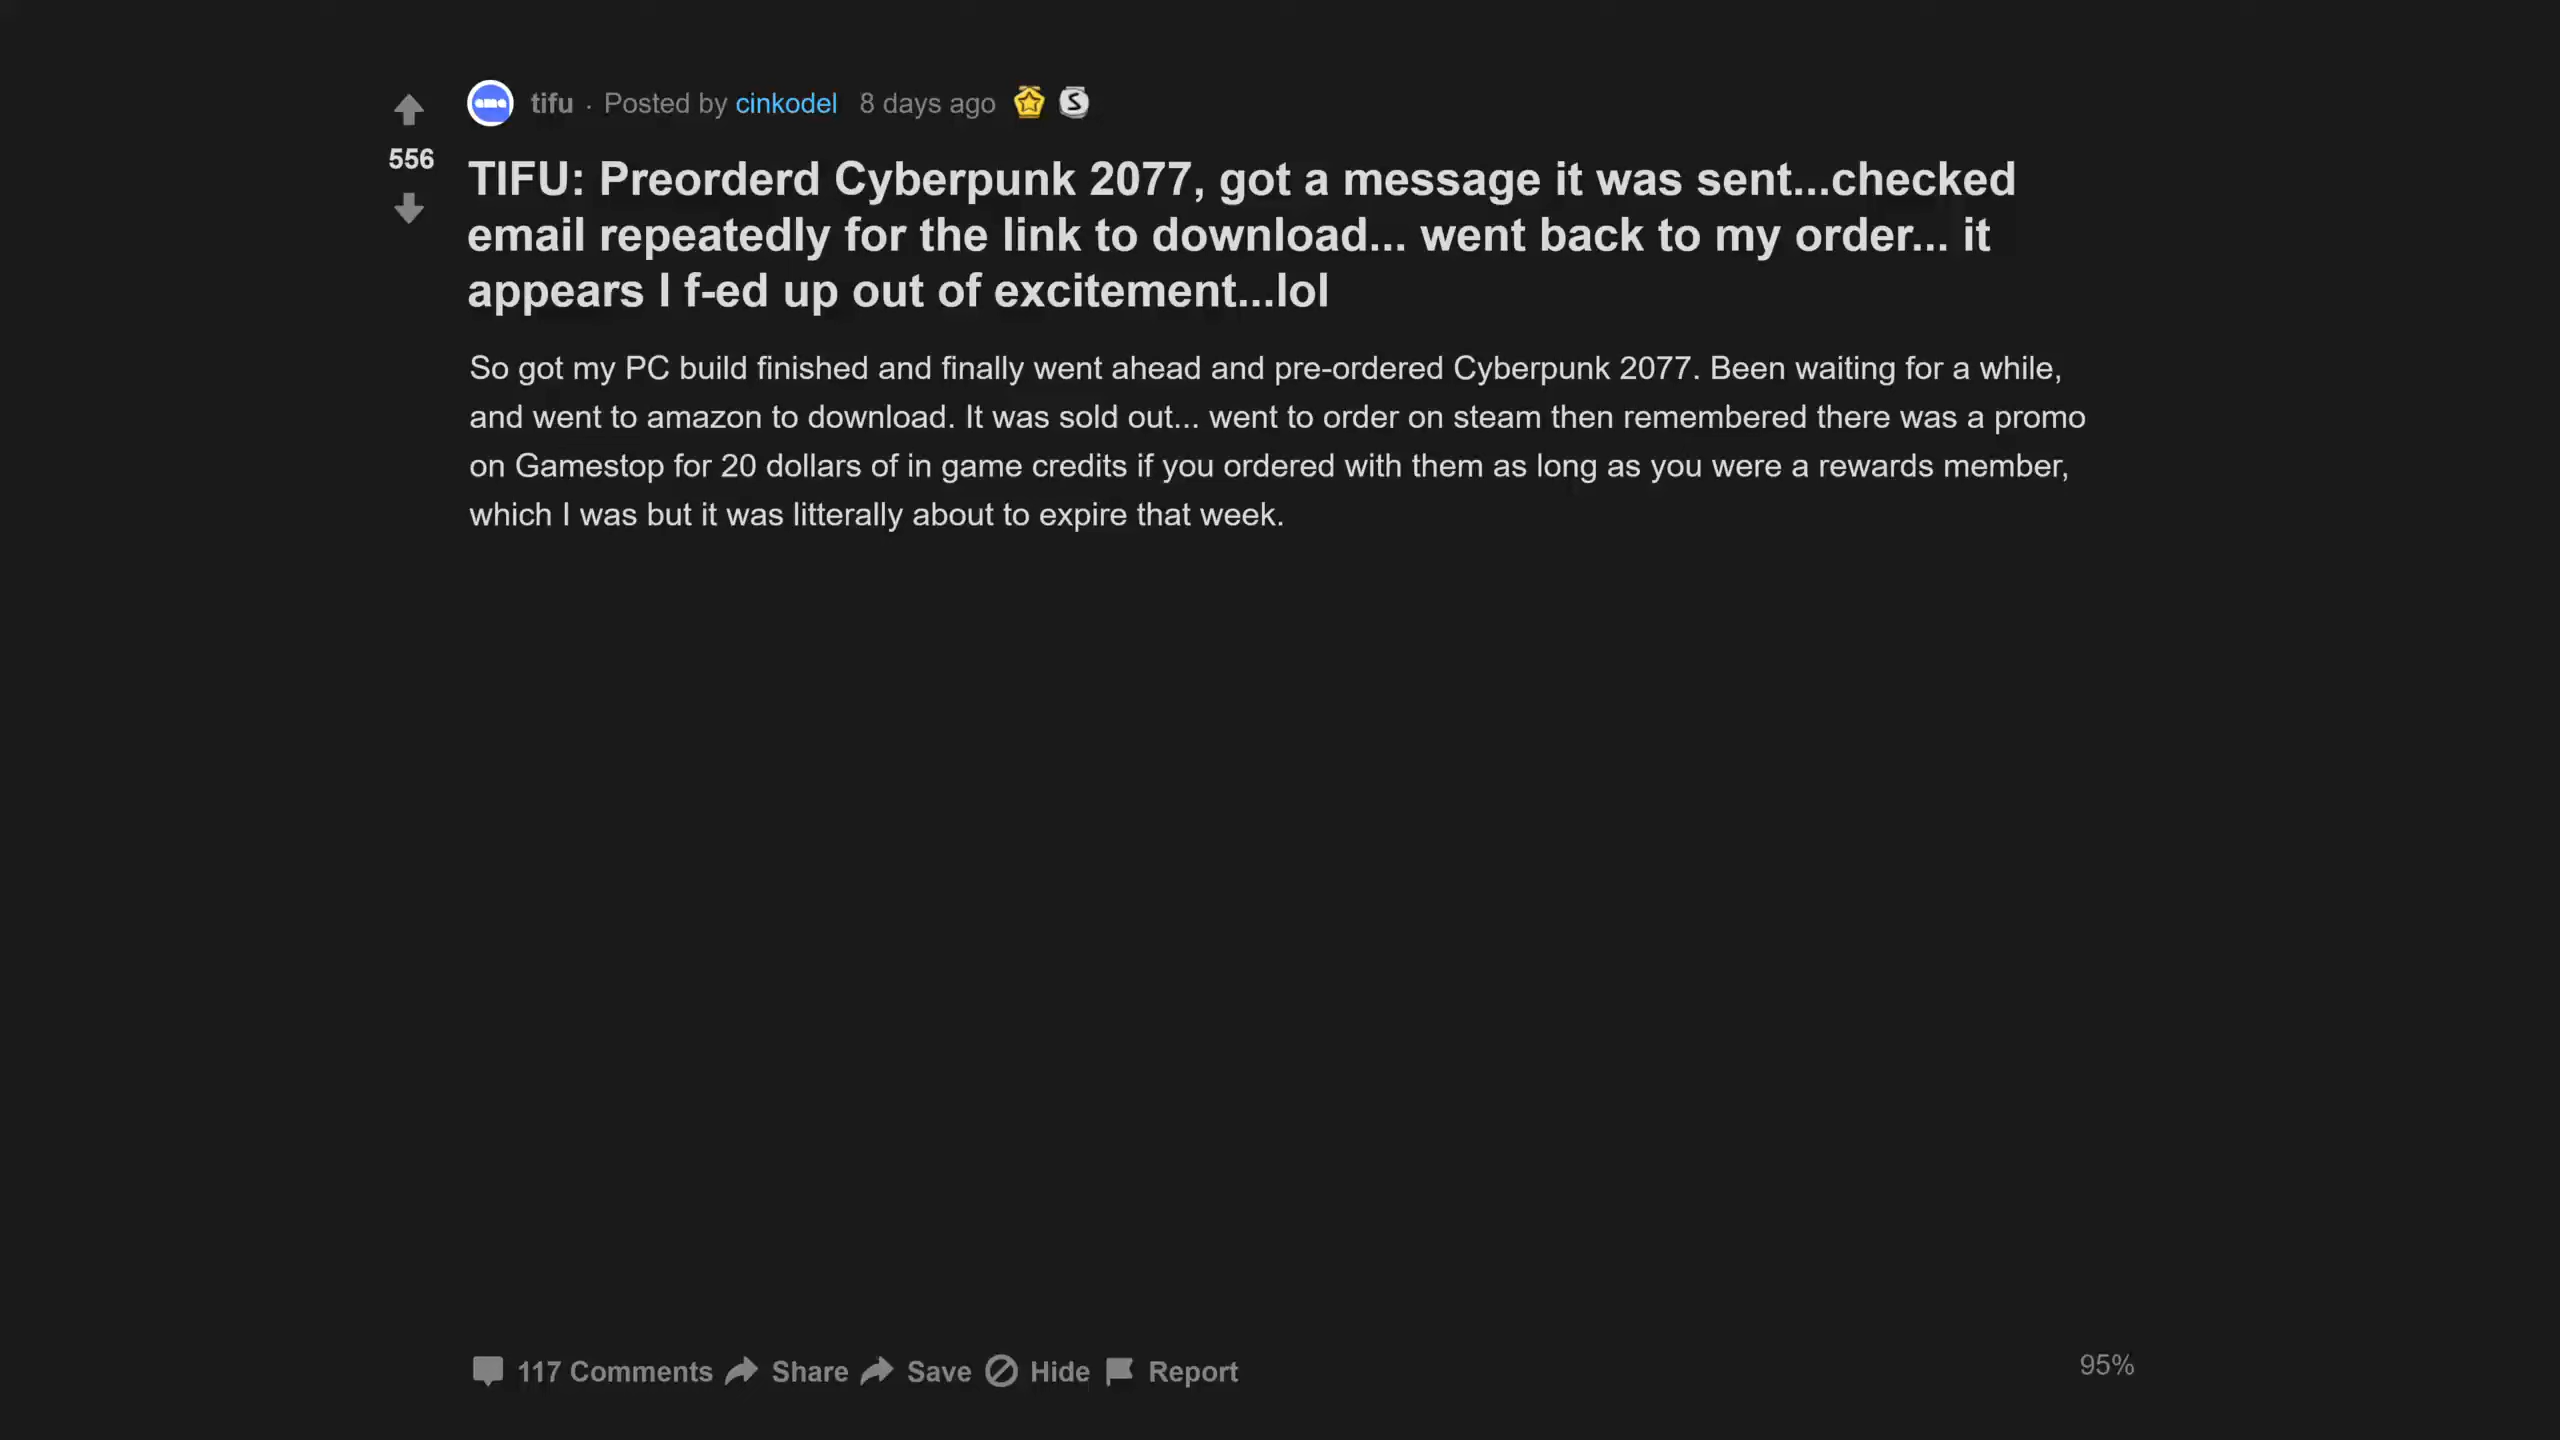 tifu · Posted by cinkodel 8 days ago
556
TIFU: Preorderd Cyberpunk 2077, got a message it was sent...checked
email repeatedly for the link to download... went back to my order... it
appears I f-ed up out of excitement...lol
So got my PC build finished and finally went ahead and pre-ordered Cyberpunk 2077. Been waiting for a while,
and went to amazon to download. It was sold out... went to order on steam then remembered there was a promo
on Gamestop for 20 dollars of in game credits if you ordered with them as long as you were a rewards member,
which I was but it was litterally about to expire that week.
117 Comments Share Save Hide Report
95%